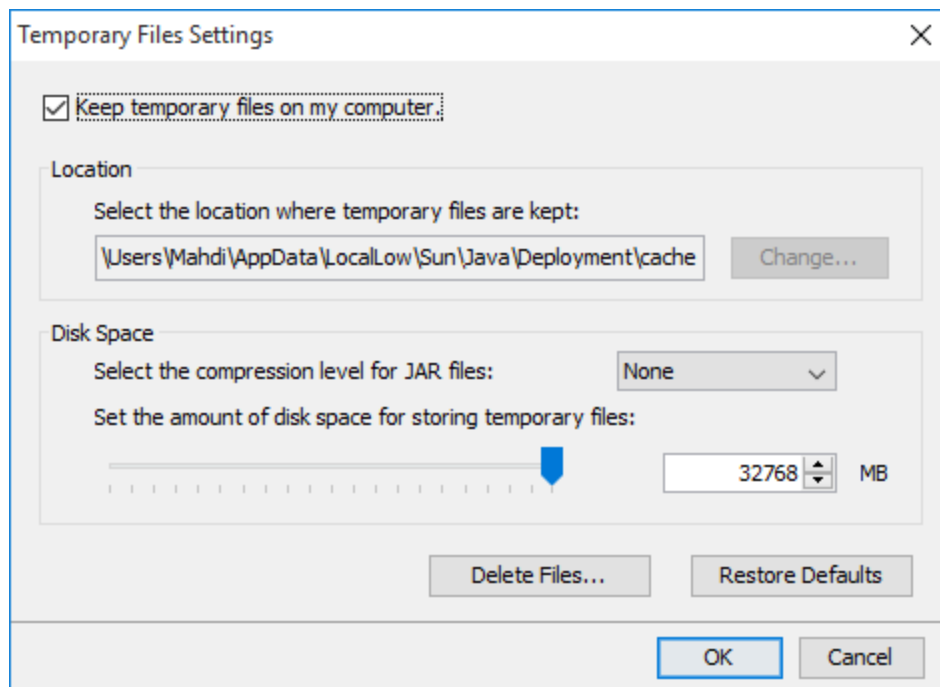 Temporary Files Settings
Keep temporary files on my computer.
Location
Select the location where temporary files are kept:
\Users\Mahdi\AppData\LocalLow\Sun\Java\Deployment\cache
Change...
Disk Space
Select the compression level for JAR files:
None
Set the amount of disk space for storing temporary files:
32768 MB
Delete Files...
Restore Defaults
OK
Cancel